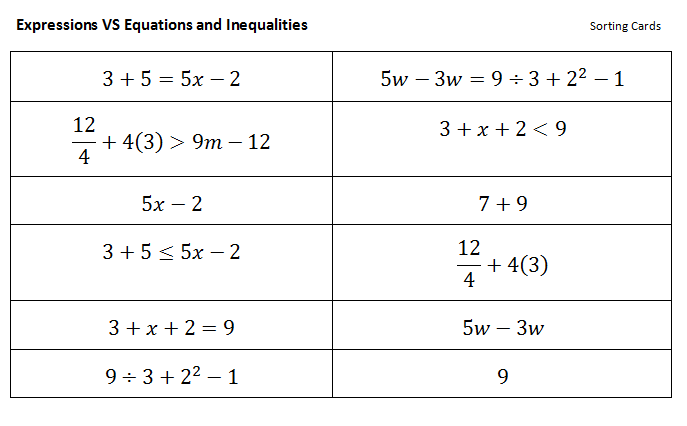 Expressions VS Equations and Inequalities
Sorting Cards
3 + 5 = 5x − 2
5w − 3w = 9 ÷ 3 + 2² − 1
12/4 + 4(3) > 9m − 12
3 + x + 2 < 9
5x − 2
7 + 9
3 + 5 ≤ 5x − 2
12/4 + 4(3)
3 + x + 2 = 9
5w − 3w
9 ÷ 3 + 2² − 1
9